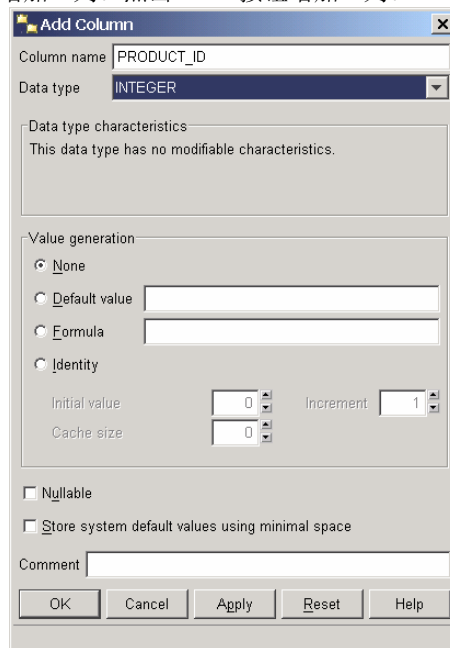 Add Column
Column name PRODUCT_ID
Data type INTEGER
Data type characteristics
This data type has no modifiable characteristics.
Value generation
None
Default value
Formula
Identity
Initial value 0 Increment 1
Cache size 0
Nullable
Store system default values using minimal space
Comment
OK Cancel Apply Reset Help